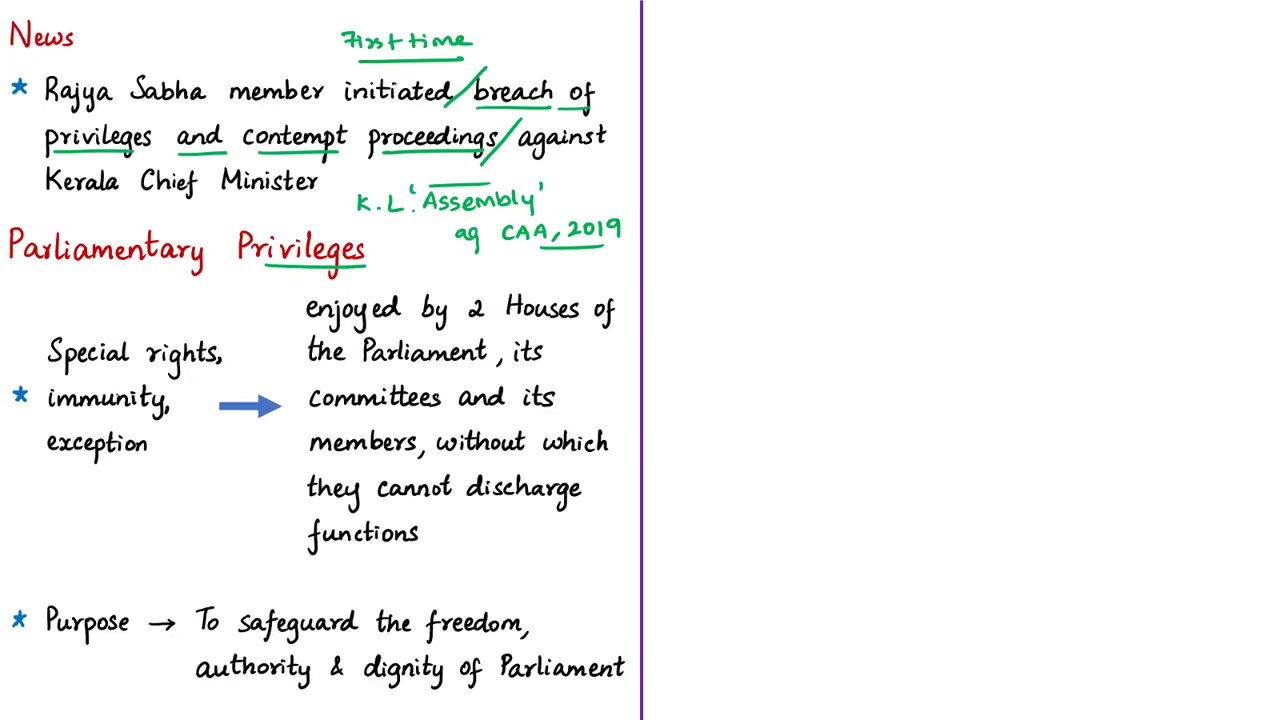 News
First time
Rajya Sabha member initiated breach of
privileges and contempt proceedings against
Kerala Chief Minister
K.L. 'Assembly'
ag CAA, 2019
Parliamentary Privileges
Special rights,
immunity,
exception
enjoyed by 2 Houses of
the Parliament, its
committees and its
members, without which
they cannot discharge
functions
Purpose → To safeguard the freedom,
authority & dignity of Parliament